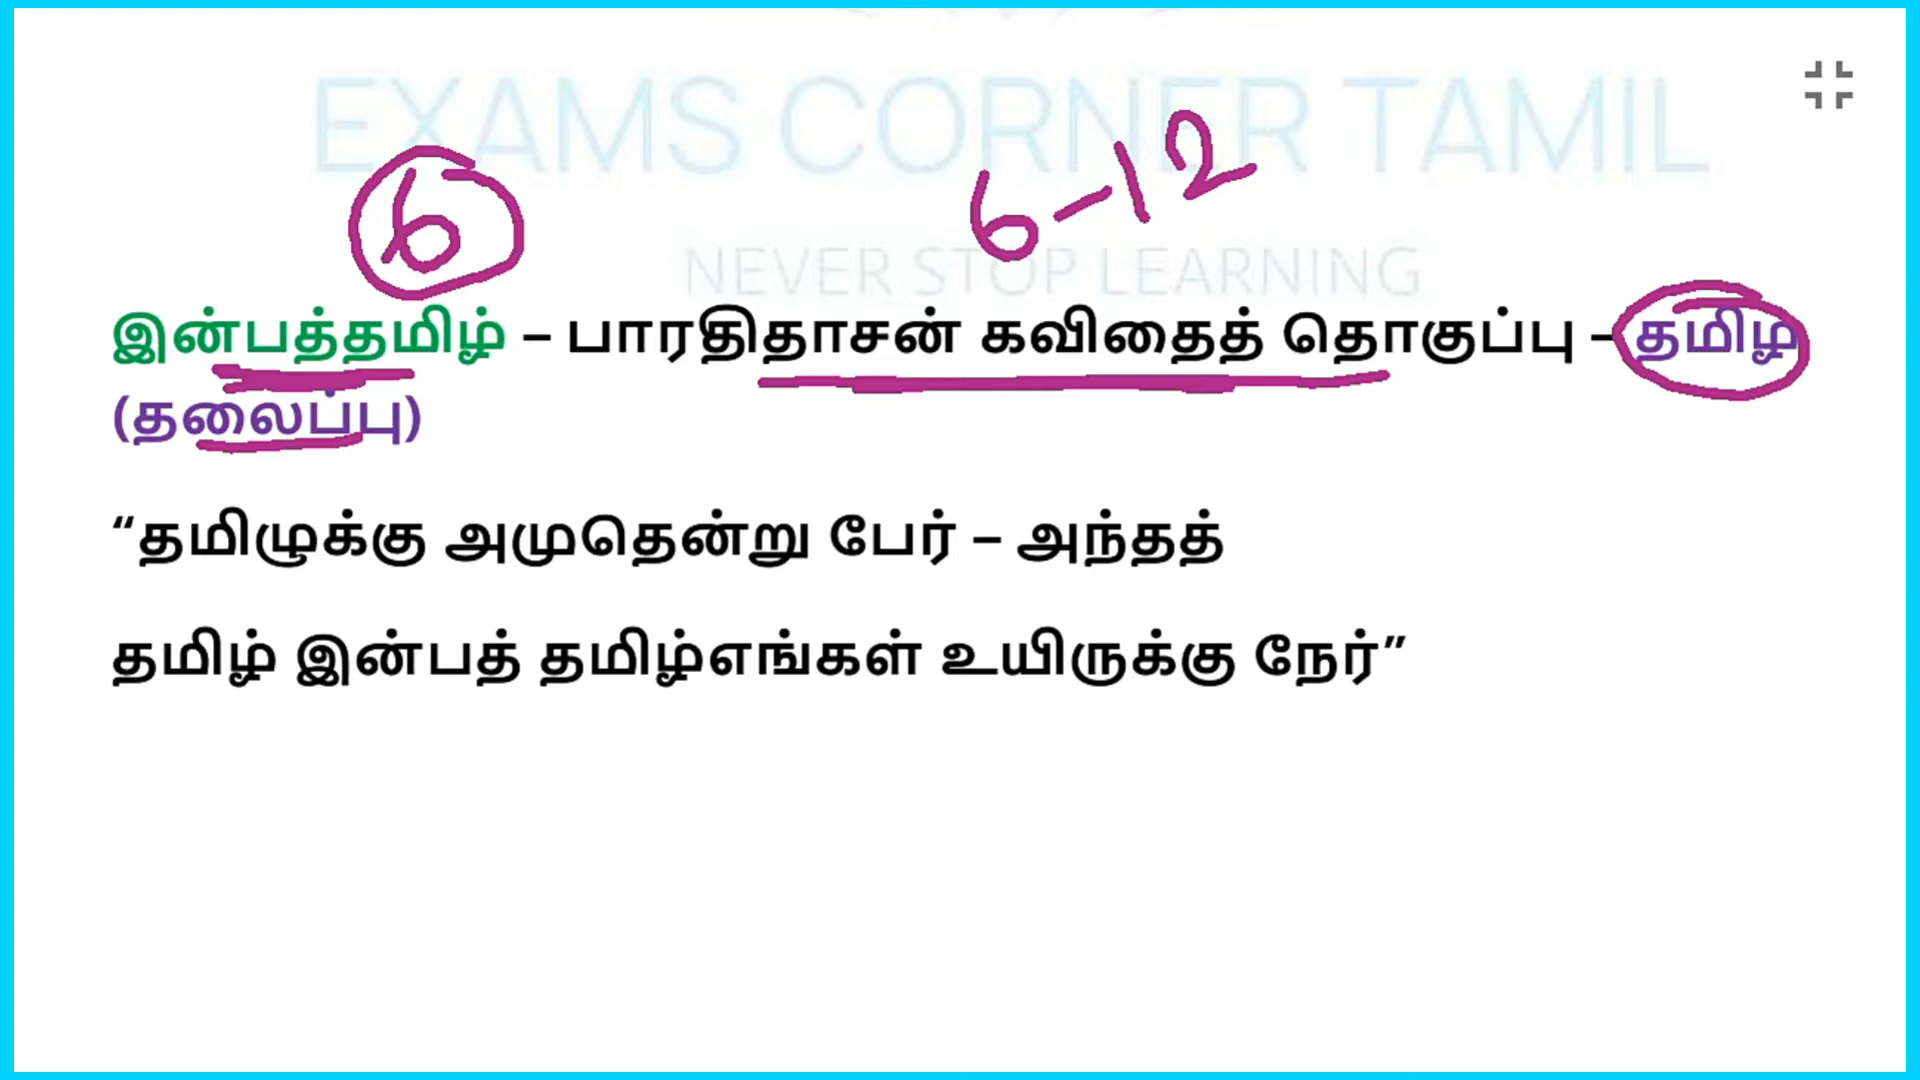 EXAMS CORNER TAMIL
6
6-12
NEVER STOP LEARNING
இன்பத்தமிழ் – பாரதிதாசன் கவிதைத் தொகுப்பு – தமிழ்
(தலைப்பு)
“தமிழுக்கு அமுதென்று பேர் – அந்தத்
தமிழ் இன்பத் தமிழ்எங்கள் உயிருக்கு நேர்”